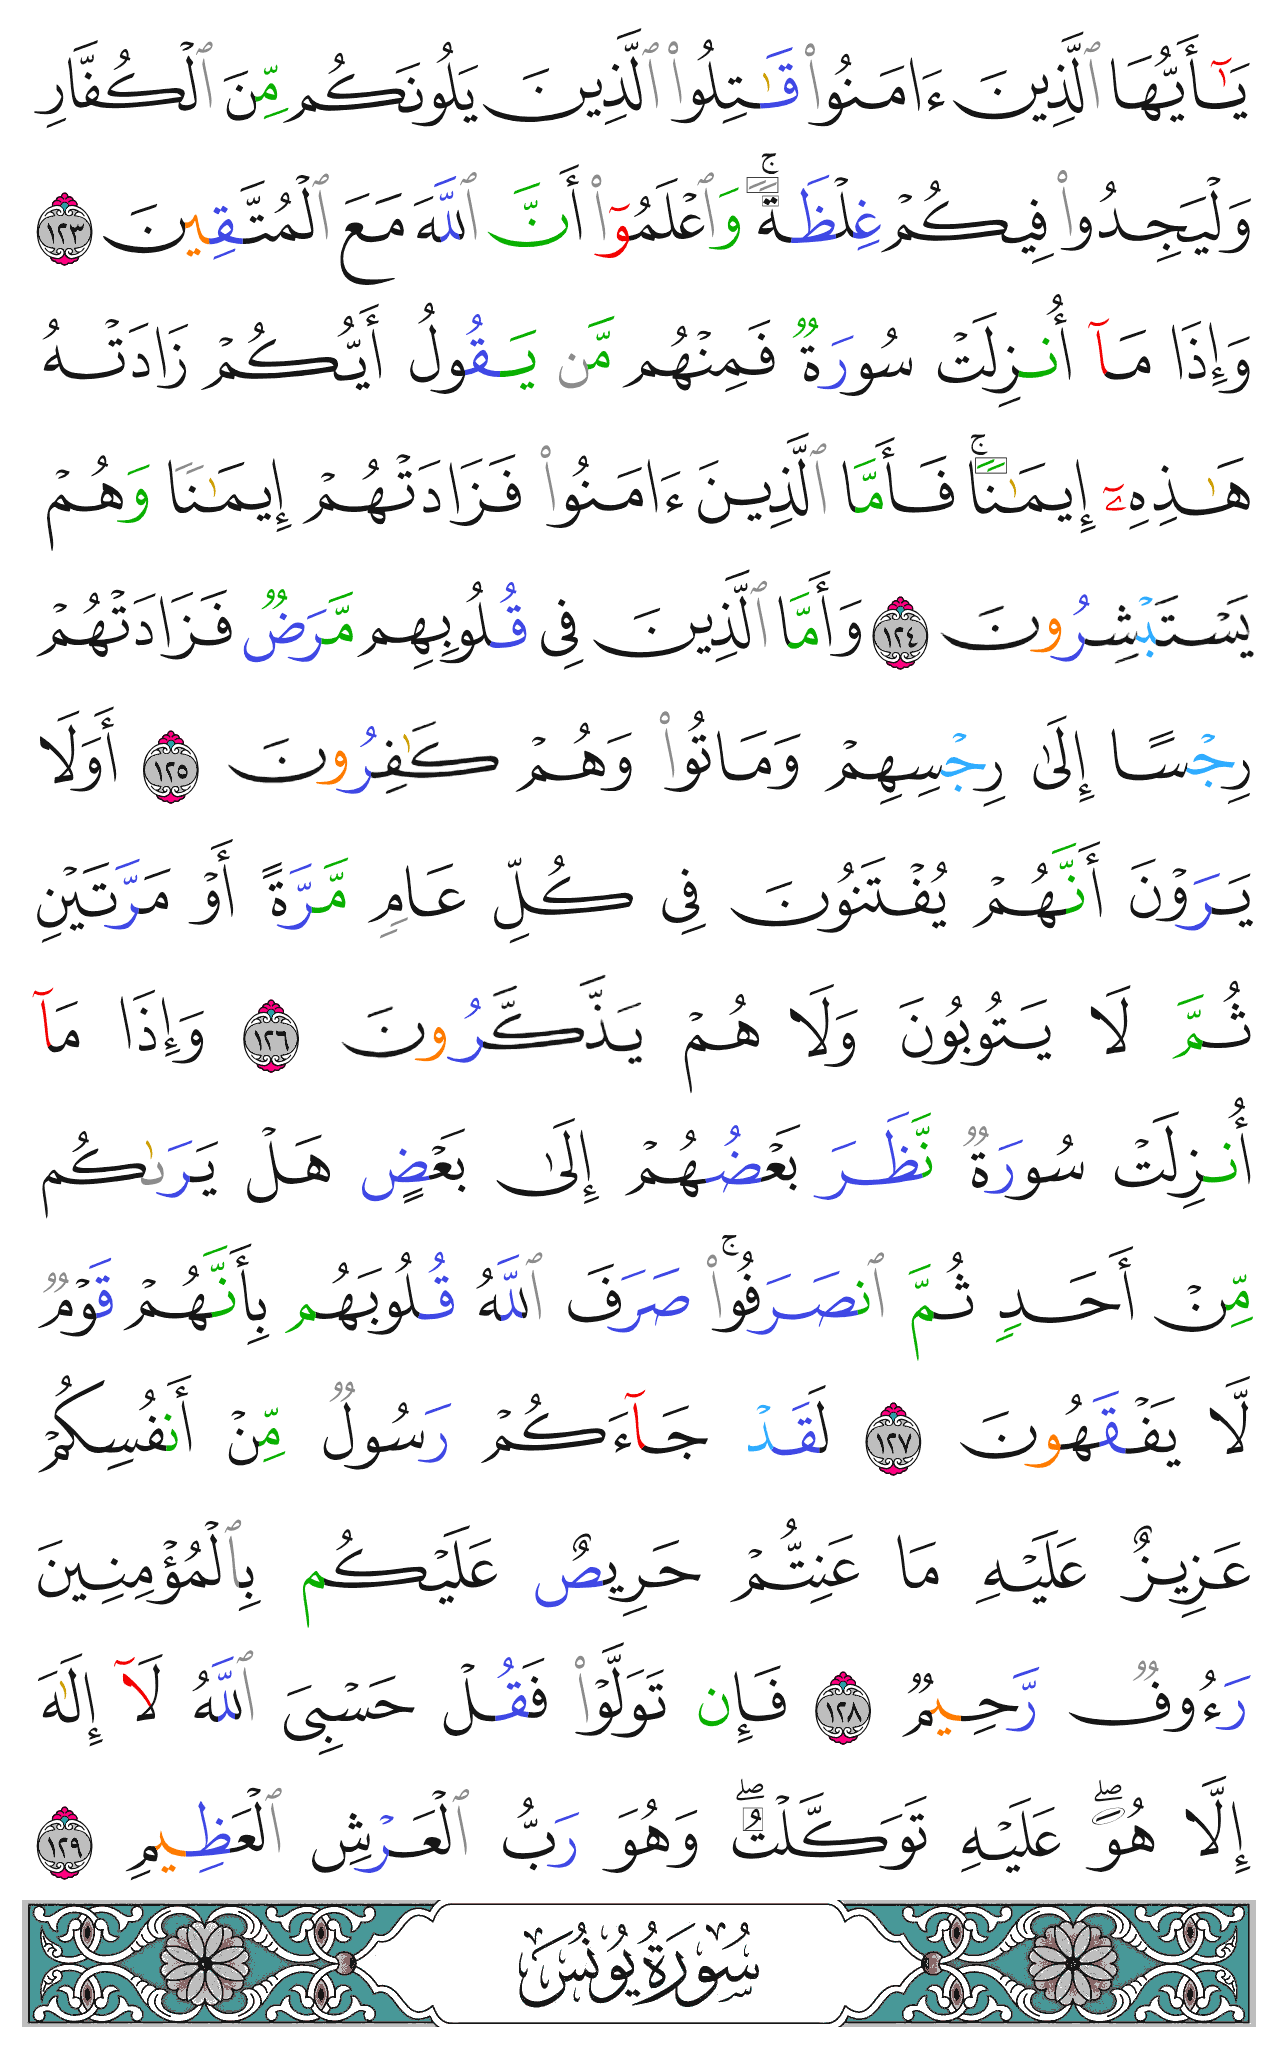 يَـٰٓأَيُّهَا ٱلَّذِينَ ءَامَنُوا۟ قَـٰتِلُوا۟ ٱلَّذِينَ يَلُونَكُم مِّنَ ٱلْكُفَّارِ
وَلْيَجِدُوا۟ فِيكُمْ غِلْظَةً ۚ وَٱعْلَمُوٓا۟ أَنَّ ٱللَّهَ مَعَ ٱلْمُتَّقِينَ ١٢٣
وَإِذَا مَآ أُنزِلَتْ سُورَةٌ فَمِنْهُم مَّن يَقُولُ أَيُّكُمْ زَادَتْهُ
هَـٰذِهِۦٓ إِيمَـٰنًا ۚ فَأَمَّا ٱلَّذِينَ ءَامَنُوا۟ فَزَادَتْهُمْ إِيمَـٰنًا وَهُمْ
يَسْتَبْشِرُونَ ١٢٤ وَأَمَّا ٱلَّذِينَ فِى قُلُوبِهِم مَّرَضٌ فَزَادَتْهُمْ
رِجْسًا إِلَىٰ رِجْسِهِمْ وَمَاتُوا۟ وَهُمْ كَـٰفِرُونَ ١٢٥ أَوَلَا
يَرَوْنَ أَنَّهُمْ يُفْتَنُونَ فِى كُلِّ عَامٍ مَّرَّةً أَوْ مَرَّتَيْنِ
ثُمَّ لَا يَتُوبُونَ وَلَا هُمْ يَذَّكَّرُونَ ١٢٦ وَإِذَا مَآ
أُنزِلَتْ سُورَةٌ نَّظَرَ بَعْضُهُمْ إِلَىٰ بَعْضٍ هَلْ يَرَىٰكُم
مِّنْ أَحَدٍ ثُمَّ ٱنصَرَفُوا۟ ۚ صَرَفَ ٱللَّهُ قُلُوبَهُم بِأَنَّهُمْ قَوْمٌ
لَّا يَفْقَهُونَ ١٢٧ لَقَدْ جَآءَكُمْ رَسُولٌ مِّنْ أَنفُسِكُمْ
عَزِيزٌ عَلَيْهِ مَا عَنِتُّمْ حَرِيصٌ عَلَيْكُم بِٱلْمُؤْمِنِينَ
رَءُوفٌ رَّحِيمٌ ١٢٨ فَإِن تَوَلَّوْا۟ فَقُلْ حَسْبِىَ ٱللَّهُ لَآ إِلَـٰهَ
إِلَّا هُوَ ۖ عَلَيْهِ تَوَكَّلْتُ ۖ وَهُوَ رَبُّ ٱلْعَرْشِ ٱلْعَظِيمِ ١٢٩
سُورَةُ يُونُسَ